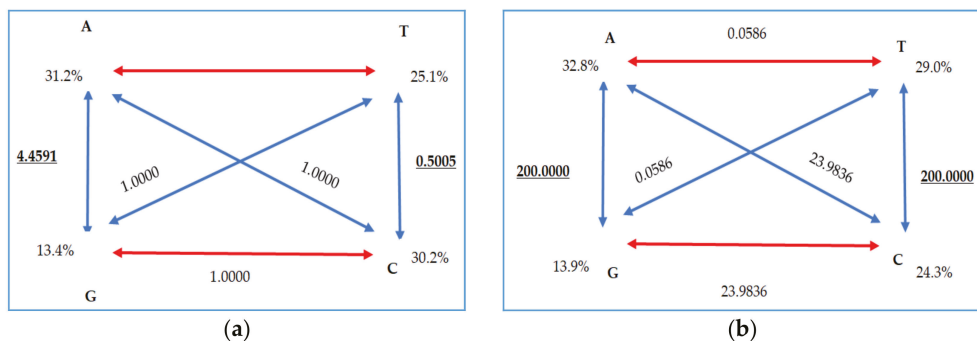 A
T
31.2%
25.1%
4.4591
0.5005
1.0000
1.0000
13.4%
30.2%
C
1.0000
G
(a)
0.0586
A
T
32.8%
29.0%
200.0000
0.0586
23.9836
200.0000
13.9%
G
C
24.3%
23.9836
(b)